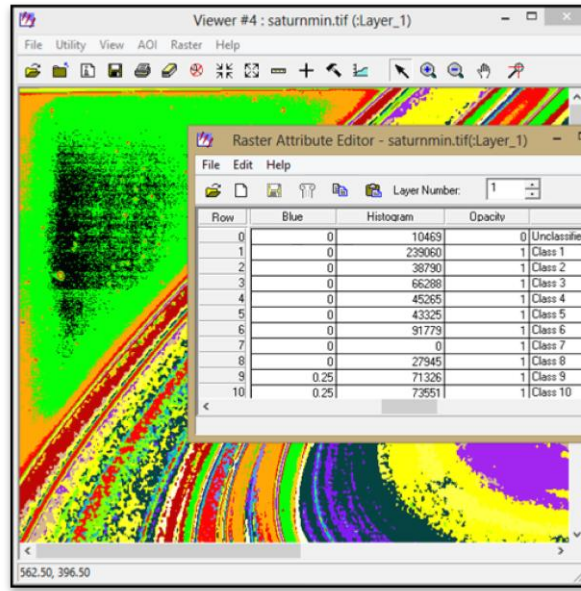 Viewer #4 : saturnmin.tif (:Layer_1)
File Utility View AOI Raster Help
Raster Attribute Editor - saturnmin.tif(:Layer_1)
File Edit Help
Layer Number: 1
Row Blue Histogram Opacity
0 0 10469 0 Unclassifie
1 0 239060 1 Class 1
2 0 38790 1 Class 2
3 0 66288 1 Class 3
4 0 45265 1 Class 4
5 0 43325 1 Class 5
6 0 91779 1 Class 6
7 0 0 1 Class 7
8 0 27945 1 Class 8
9 0.25 71326 1 Class 9
10 0.25 73551 1 Class 10
562.50, 396.50